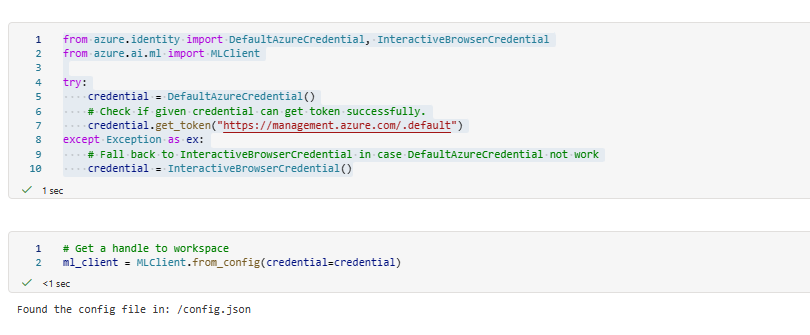 1 from azure.identity import DefaultAzureCredential, InteractiveBrowserCredential
2 from azure.ai.ml import MLClient
3
4 try:
5     credential = DefaultAzureCredential()
6     # Check if given credential can get token successfully.
7     credential.get_token("https://management.azure.com/.default")
8 except Exception as ex:
9     # Fall back to InteractiveBrowserCredential in case DefaultAzureCredential not work
10     credential = InteractiveBrowserCredential()
✓ 1 sec
1 # Get a handle to workspace
2 ml_client = MLClient.from_config(credential=credential)
✓ <1 sec
Found the config file in: /config.json